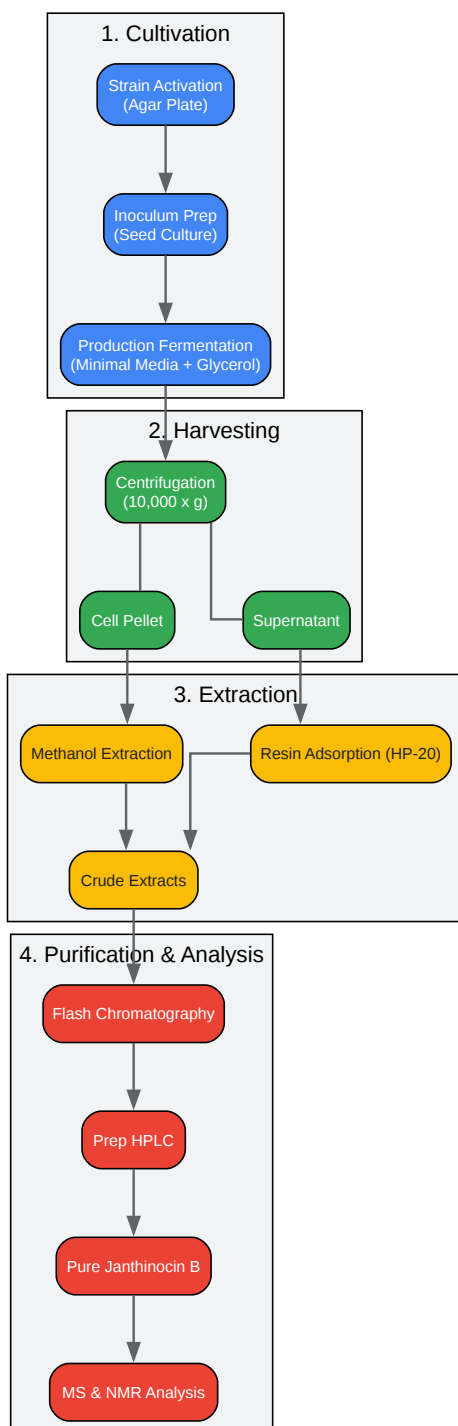 1. Cultivation
Strain Activation
(Agar Plate)
Inoculum Prep
(Seed Culture)
Production Fermentation
(Minimal Media + Glycerol)
2. Harvesting
Centrifugation
(10,000 x g)
Cell Pellet
Supernatant
3. Extraction
Methanol Extraction
Resin Adsorption (HP-20)
Crude Extracts
4. Purification & Analysis
Flash Chromatography
Prep HPLC
Pure Janthinocin B
MS & NMR Analysis